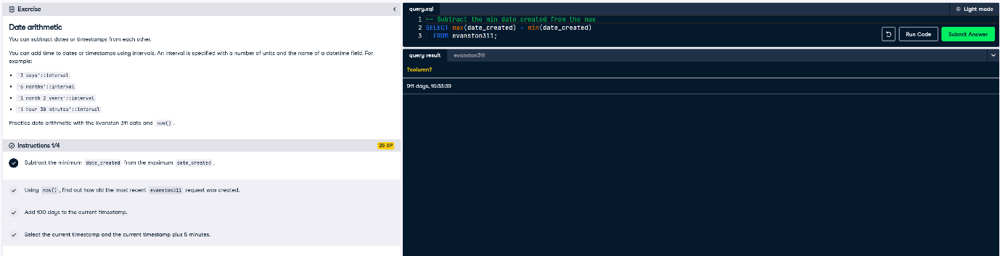 Exercise
Date arithmetic
You can subtract dates or timestamps from each other.
You can add time to dates or timestamps using intervals. An interval is specified with a number of units and the name of a datetime field. For
example:
'3 days'::interval
'6 months'::interval
'1 month 2 years'::interval
'1 hour 30 minutes'::interval
Practice date arithmetic with the Evanston 311 data and now().
Instructions 1/4
25 XP
Subtract the minimum date_created from the maximum date_created.
Using now(), find out how old the most recent evanston311 request was created.
Add 100 days to the current timestamp.
Select the current timestamp and the current timestamp plus 5 minutes.
query.sql
Light mode
1 -- Subtract the min date_created from the max
2 SELECT max(date_created) - min(date_created)
3 FROM evanston311;
Run Code
Submit Answer
query result
evanston311
?column?
911 days, 16:33:39